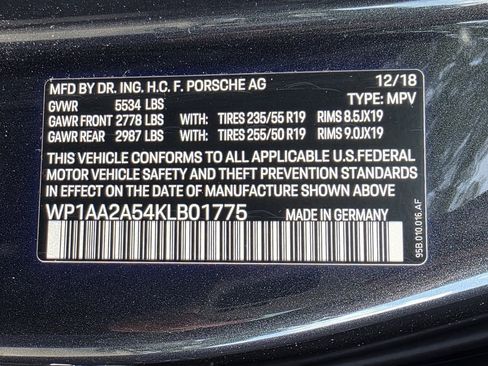 MFD BY DR. ING. H.C. F. PORSCHE AG 12/18
GVWR 5534 LBS TYPE: MPV
GAWR FRONT 2778 LBS WITH: TIRES 235/55 R19 RIMS 8.5JX19
GAWR REAR 2987 LBS WITH: TIRES 255/50 R19 RIMS 9.0JX19
THIS VEHICLE CONFORMS TO ALL APPLICABLE U.S.FEDERAL
MOTOR VEHICLE SAFETY AND THEFT PREVENTION STANDARDS
IN EFFECT ON THE DATE OF MANUFACTURE SHOWN ABOVE
WP1AA2A54KLB01775 MADE IN GERMANY
95B.010.016.AF